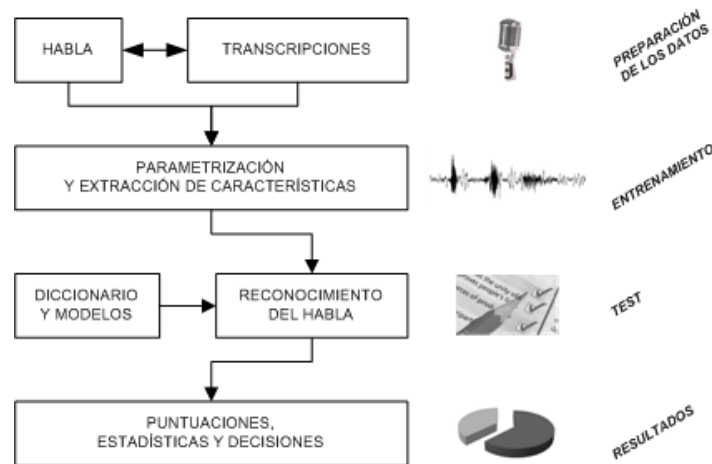 HABLA
TRANSCRIPCIONES
PREPARACIÓN
DE LOS DATOS
PARAMETRIZACIÓN
Y EXTRACCIÓN DE CARACTERÍSTICAS
ENTRENAMIENTO
DICCIONARIO
Y MODELOS
RECONOCIMIENTO
DEL HABLA
TEST
PUNTUACIONES,
ESTADÍSTICAS Y DECISIONES
RESULTADOS